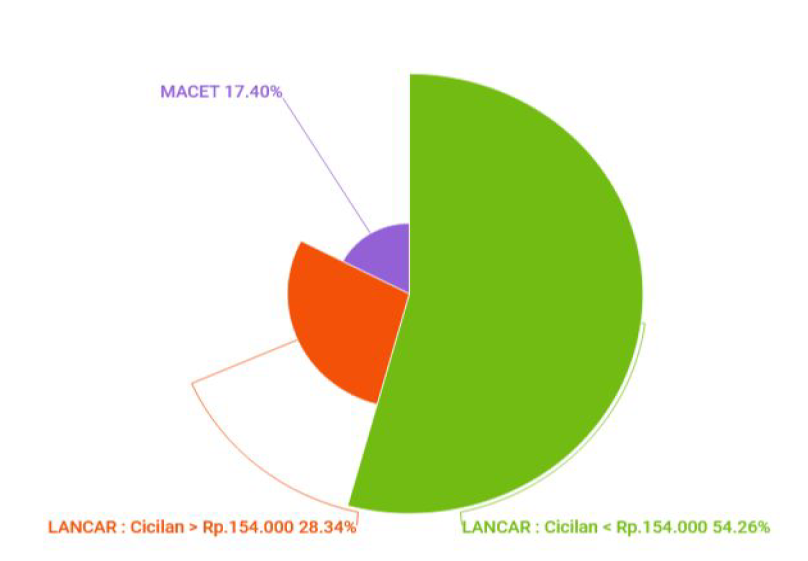 MACET 17.40%
LANCAR : Cicilan > Rp.154.000 28.34%
LANCAR : Cicilan < Rp.154.000 54.26%